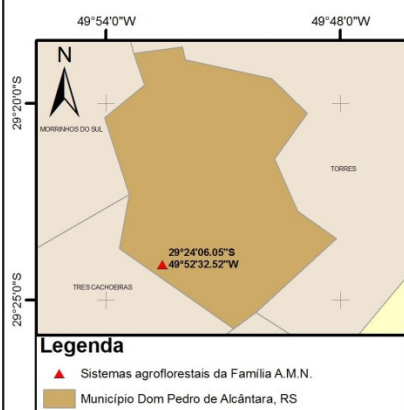 49°54'0"W
49°48'0"W
N
29°20'0"S
MORRINHOS DO SUL
TORRES
29°24'06.05"S
49°52'32.52"W
TRES CACHOEIRAS
29°25'0"S
Legenda
Sistemas agroflorestais da Família A.M.N.
Município Dom Pedro de Alcântara, RS